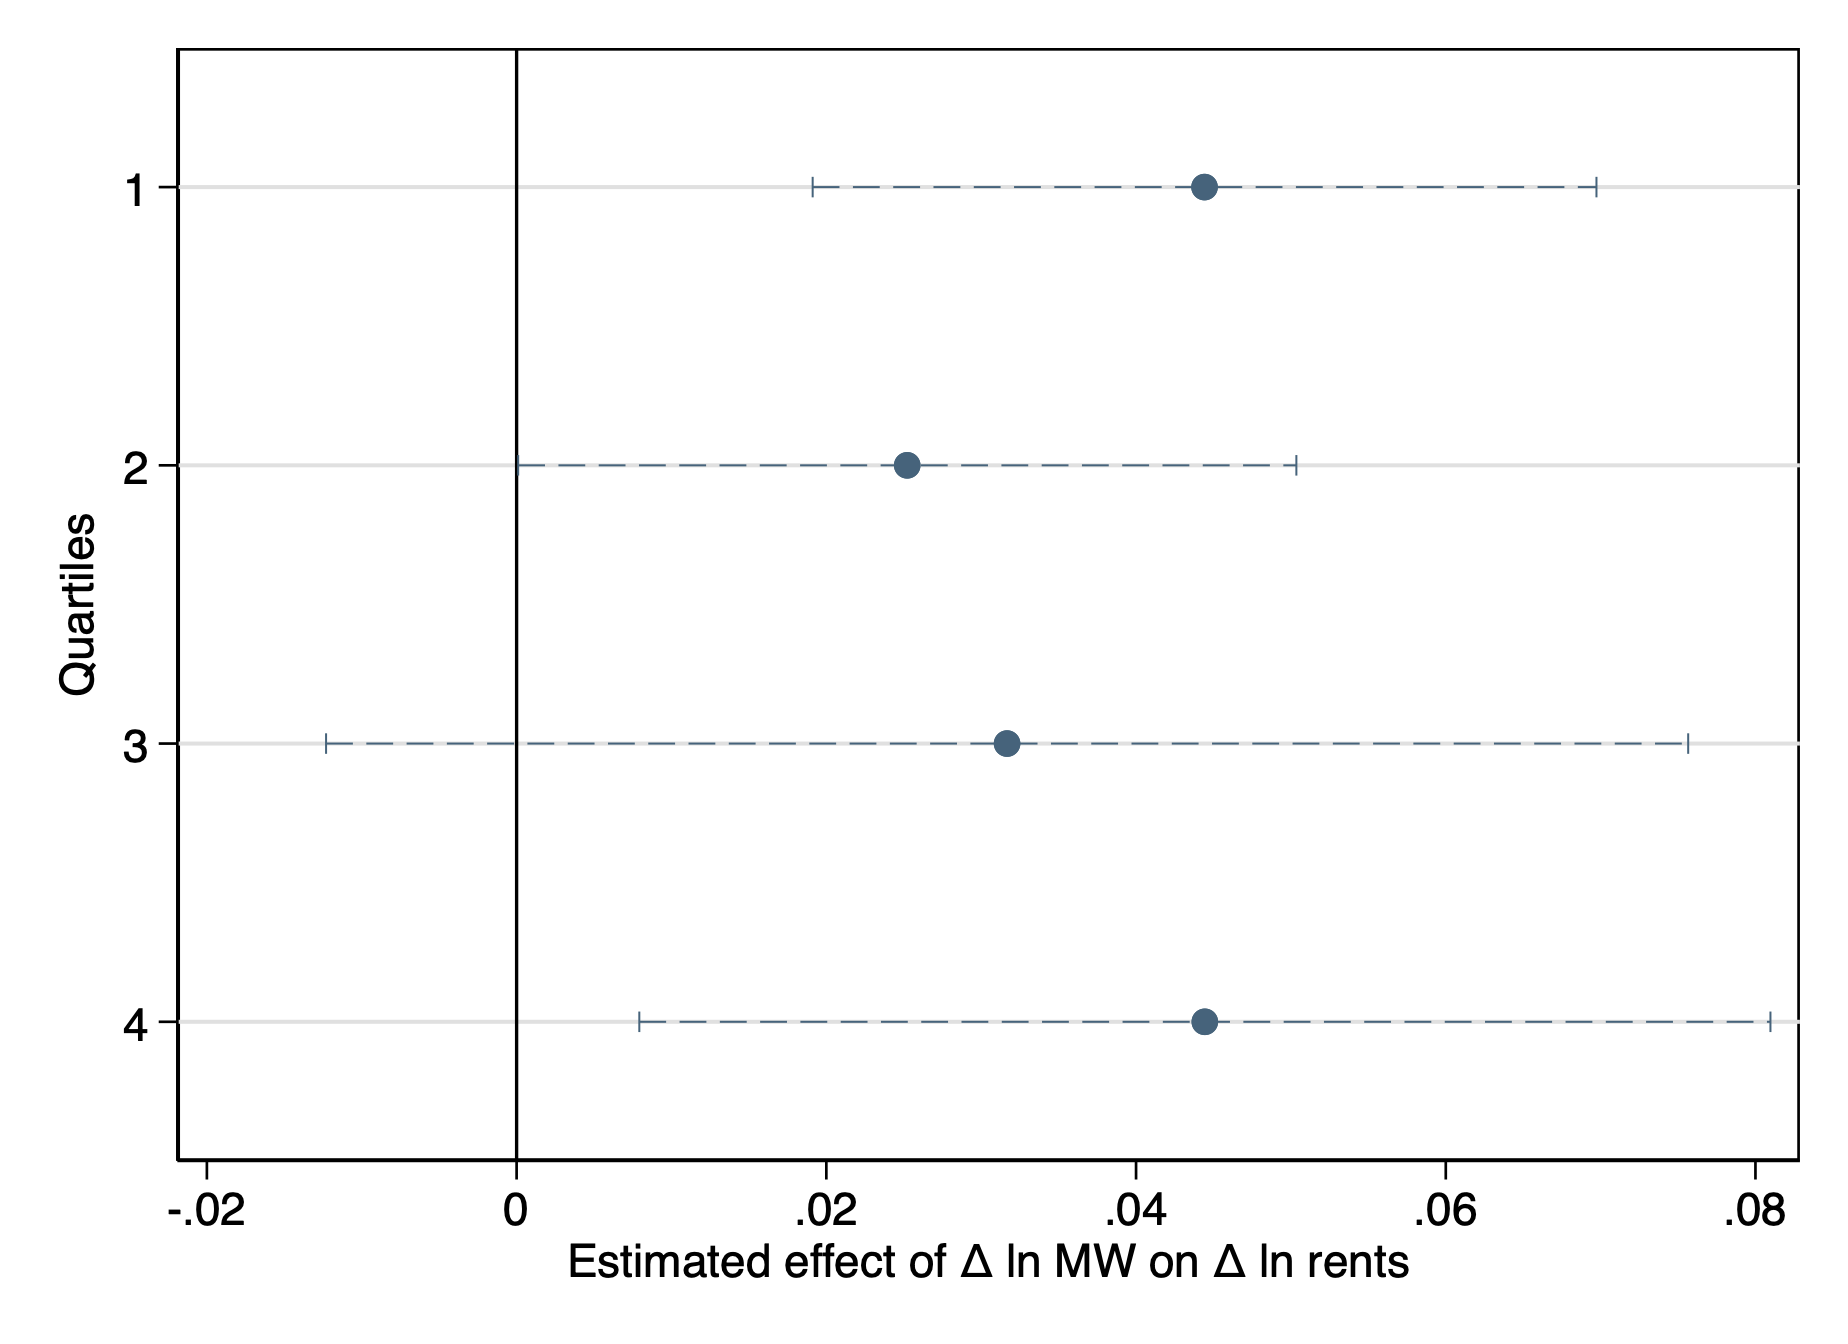 Quartiles
1
2
3
4
-.02 0 .02 .04 .06 .08
Estimated effect of Δ ln MW on Δ ln rents